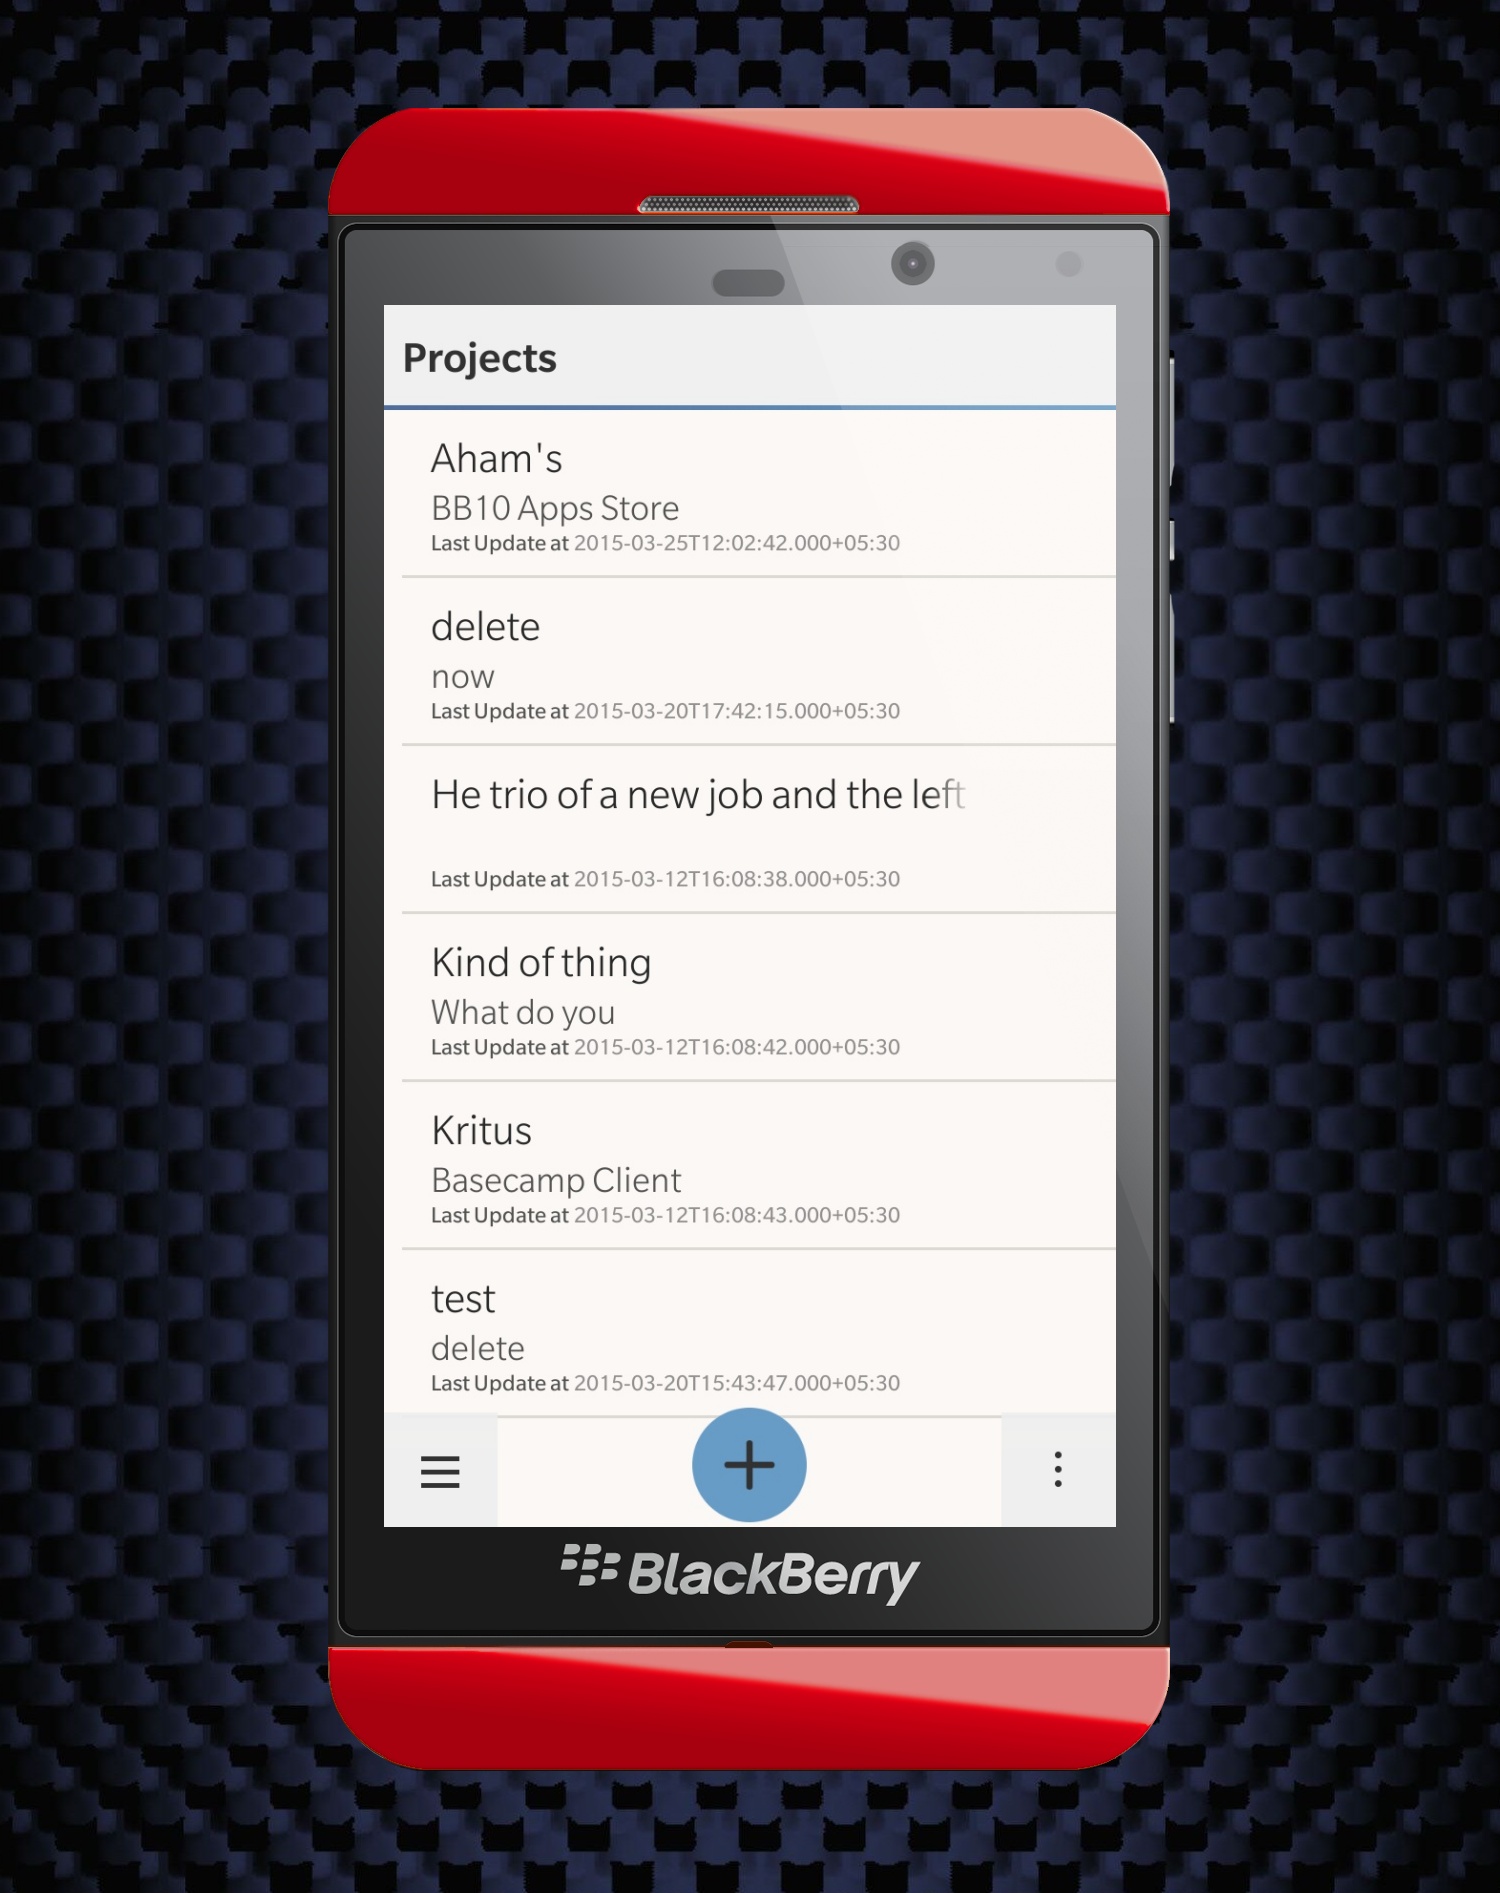 Projects
Aham's
BB10 Apps Store
Last Update at 2015-03-25T12:02:42.000+05:30
delete
now
Last Update at 2015-03-20T17:42:15.000+05:30
He trio of a new job and the left
Last Update at 2015-03-12T16:08:38.000+05:30
Kind of thing
What do you
Last Update at 2015-03-12T16:08:42.000+05:30
Kritus
Basecamp Client
Last Update at 2015-03-12T16:08:43.000+05:30
test
delete
Last Update at 2015-03-20T15:43:47.000+05:30
BlackBerry